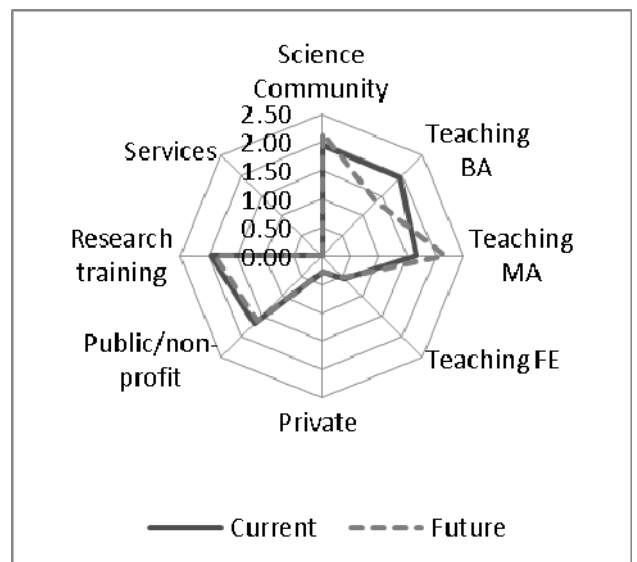 Science
Community
2.50
2.00
1.50
1.00
0.50
0.00
Teaching
BA
Teaching
MA
Teaching FE
Private
Public/non-
profit
Research
training
Services
Current
Future